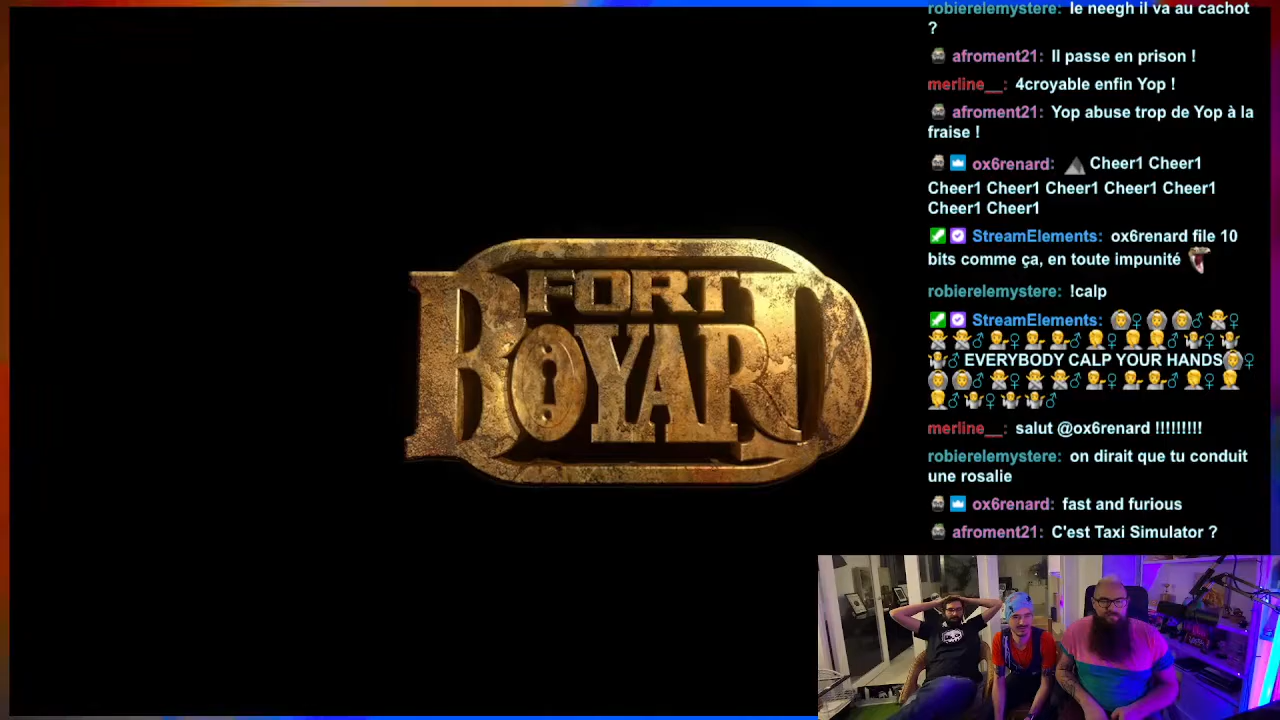 FORT
BOYARD
robierelemystere: le neegh il va au cachot
?
afroment21: Il passe en prison !
merline__: 4croyable enfin Yop !
afroment21: Yop abuse trop de Yop à la
fraise !
ox6renard: Cheer1 Cheer1
Cheer1 Cheer1 Cheer1 Cheer1 Cheer1
Cheer1 Cheer1
StreamElements: ox6renard file 10
bits comme ça, en toute impunité
robierelemystere: !calp
StreamElements:
EVERYBODY CALP YOUR HANDS
merline__: salut @ox6renard !!!!!!!!!
robierelemystere: on dirait que tu conduit
une rosalie
ox6renard: fast and furious
afroment21: C'est Taxi Simulator ?